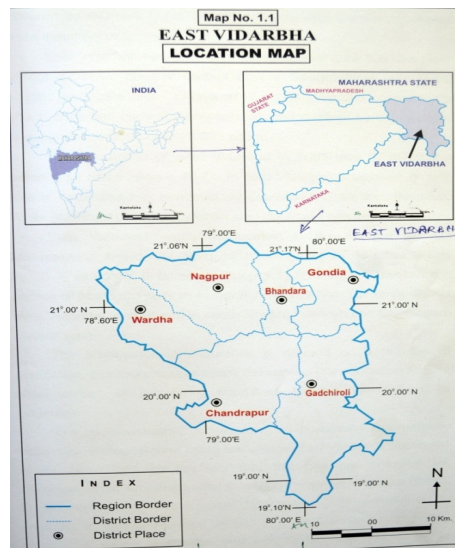 Map No. 1.1
EAST VIDARBHA
LOCATION MAP
INDIA
MAHARASHTRA STATE
GUJARAT STATE
MADHYAPRADESH
KARNATAKA
EAST VIDARBHA
EAST VIDARBH
79°.00'E
21°.06'N
21°.17'N
80°.00'E
Nagpur
Gondia
Bhandara
21°.00' N
78°.60'E
Wardha
21°.00' N
20°.00' N
Chandrapur
79°.00'E
Gadchiroli
20°.00' N
19°.00' N
19°.00' N
19°.10'N
80°.00' E
INDEX
Region Border
District Border
District Place
N
Km
10 00 10 Km.